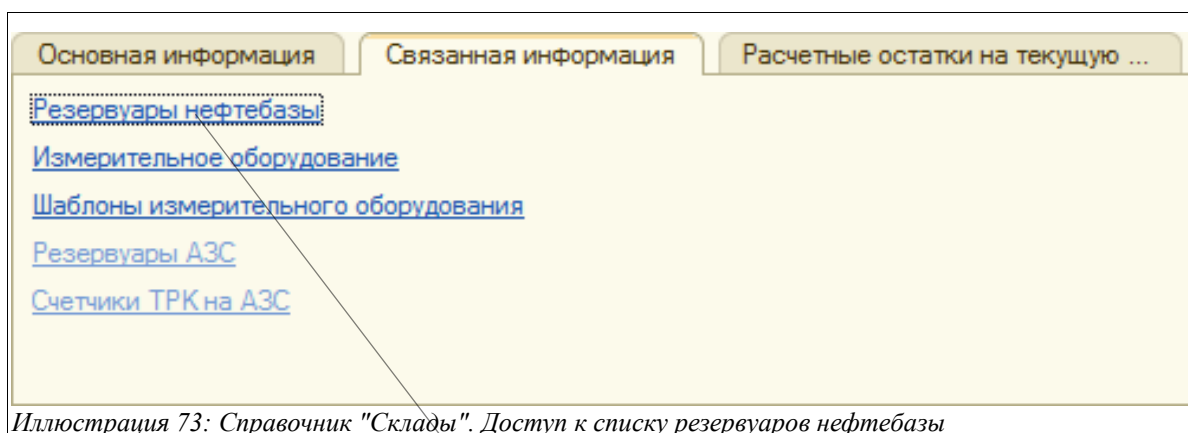 Основная информация
Связанная информация
Расчетные остатки на текущую ...
Резервуары нефтебазы
Измерительное оборудование
Шаблоны измерительного оборудования
Резервуары АЗС
Счетчики ТРК на АЗС
Иллюстрация 73: Справочник "Склады". Доступ к списку резервуаров нефтебазы